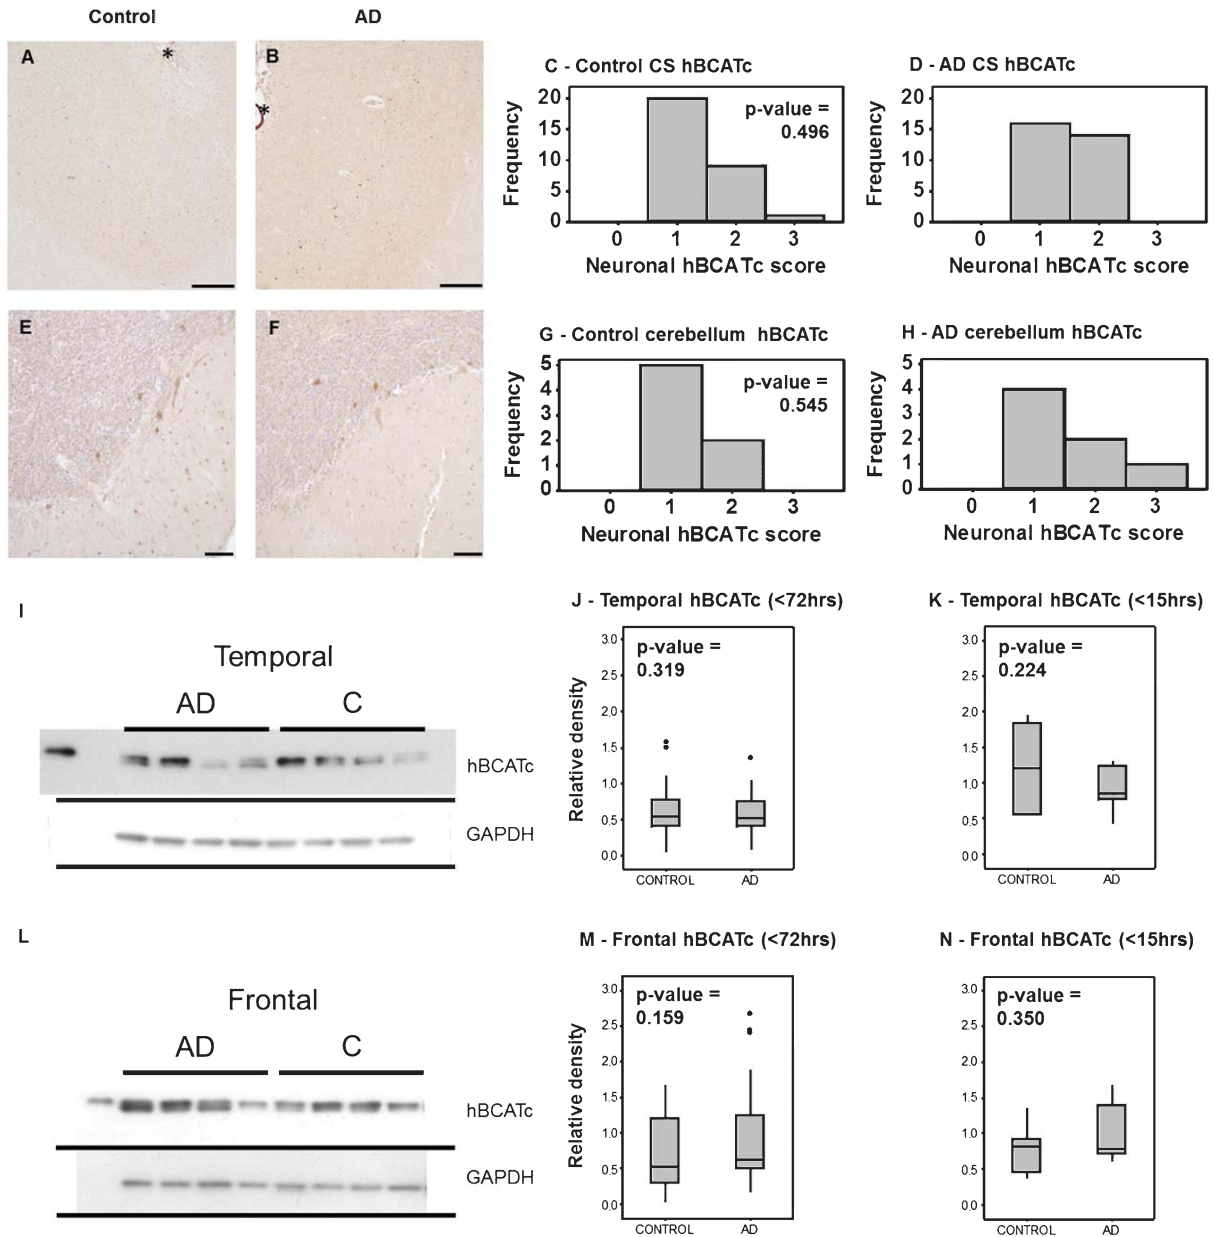 Control
AD
A
*
B
*
C - Control CS hBCATc
p-value =
0.496
Frequency
20
15
10
5
0
0 1 2 3
Neuronal hBCATc score
D - AD CS hBCATc
Frequency
20
15
10
5
0
0 1 2 3
Neuronal hBCATc score
E
F
G - Control cerebellum hBCATc
p-value =
0.545
Frequency
5
4
3
2
1
0
0 1 2 3
Neuronal hBCATc score
H - AD cerebellum hBCATc
Frequency
5
4
3
2
1
0
0 1 2 3
Neuronal hBCATc score
I
Temporal
AD C
hBCATc
GAPDH
J - Temporal hBCATc (<72hrs)
p-value =
0.319
Relative density
3.0
2.5
2.0
1.5
1.0
0.5
0.0
CONTROL AD
K - Temporal hBCATc (<15hrs)
p-value =
0.224
3.0
2.5
2.0
1.5
1.0
0.5
0.0
CONTROL AD
L
Frontal
AD C
hBCATc
GAPDH
M - Frontal hBCATc (<72hrs)
p-value =
0.159
Relative density
3.0
2.5
2.0
1.5
1.0
0.5
0.0
CONTROL AD
N - Frontal hBCATc (<15hrs)
p-value =
0.350
3.0
2.5
2.0
1.5
1.0
0.5
0.0
CONTROL AD